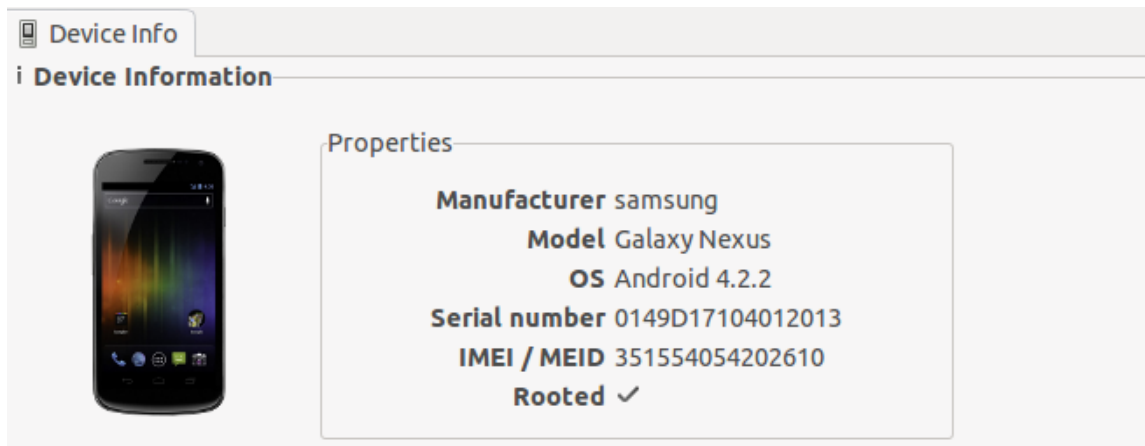 Device Info
i Device Information
Properties
Manufacturer samsung
Model Galaxy Nexus
OS Android 4.2.2
Serial number 0149D17104012013
IMEI / MEID 351554054202610
Rooted ✓
Google